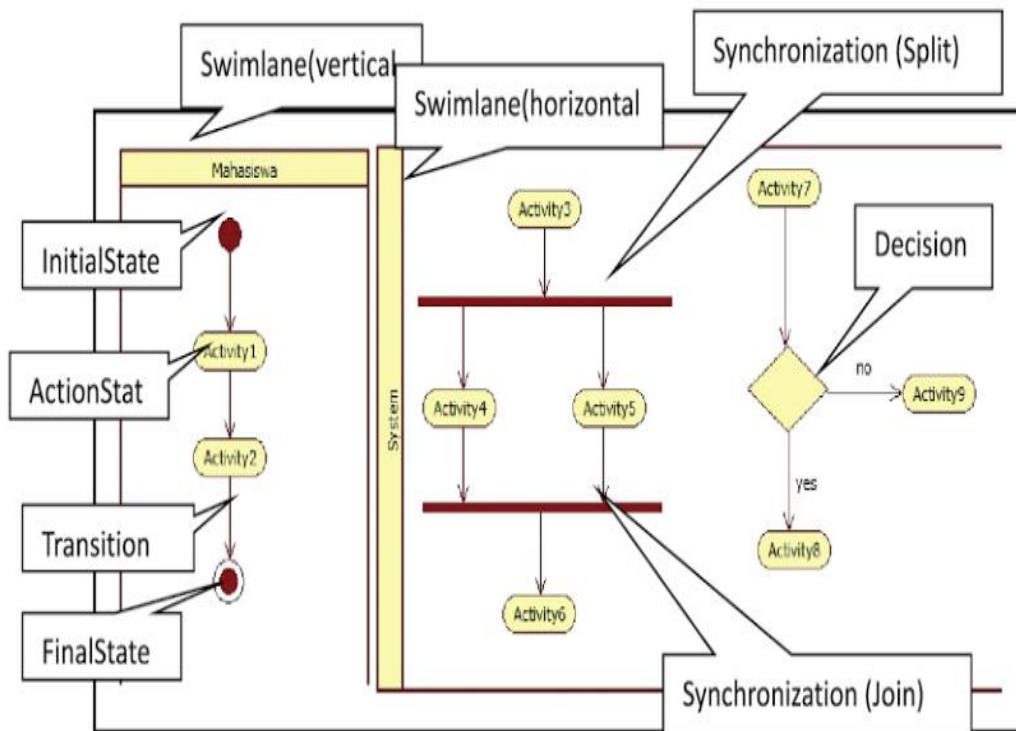 Swimlane(vertical
Swimlane(horizontal
Synchronization (Split)
Mahasiswa
InitialState
Activity1
ActionStat
Activity2
Transition
FinalState
System
Activity3
Activity4
Activity5
Activity6
Synchronization (Join)
Activity7
Decision
no
Activity9
yes
Activity8